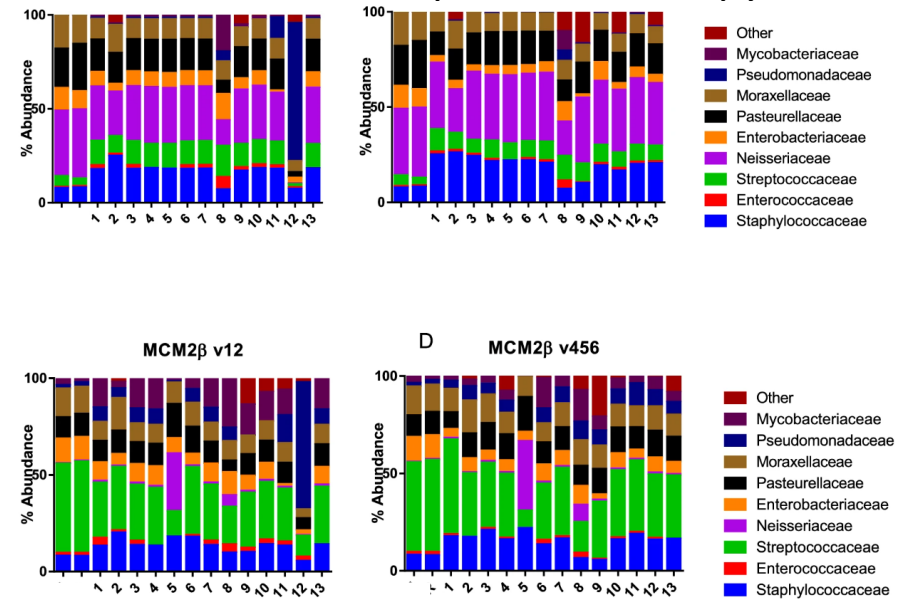 100
50
0
% Abundance
1 2 3 4 5 6 7 8 9 10 11 12 13
100
50
0
% Abundance
1 2 3 4 5 6 7 8 9 10 11 12 13
Other
Mycobacteriaceae
Pseudomonadaceae
Moraxellaceae
Pasteurellaceae
Enterobacteriaceae
Neisseriaceae
Streptococcaceae
Enterococcaceae
Staphylococcaceae
MCM2β v12
100
50
0
% Abundance
1 2 3 4 5 6 7 8 9 10 11 12 13
D
MCM2β v456
100
50
0
% Abundance
1 2 3 4 5 6 7 8 9 10 11 12 13
Other
Mycobacteriaceae
Pseudomonadaceae
Moraxellaceae
Pasteurellaceae
Enterobacteriaceae
Neisseriaceae
Streptococcaceae
Enterococcaceae
Staphylococcaceae